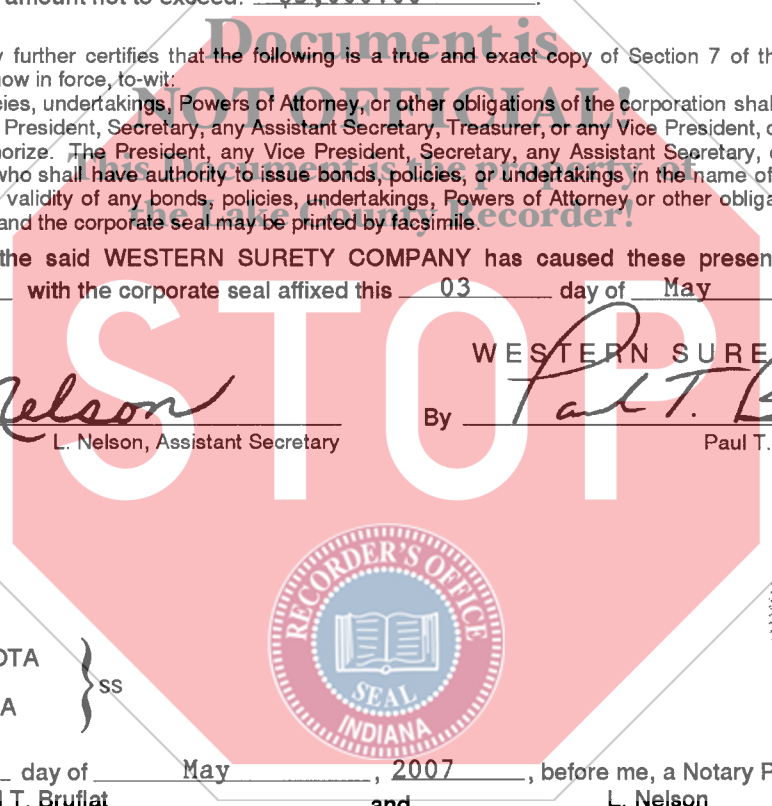 amount not to exceed:
Document is
further certifies that the following is a true and exact copy of Section 7 of
now in force, to-wit:
NOT OFFICIAL!
undertakings, Powers of Attorney, or other obligations of the corporation
President, Secretary, any Assistant Secretary, Treasurer, or any Vice President,
The President, any Vice President, Secretary, any Assistant Secretary,
This Document is the property of
who shall have authority to issue bonds, policies, or undertakings in the name of
validity of any bonds, policies, undertakings, Powers of Attorney or other
the Lake County Recorder!
and the corporate seal may be printed by facsimile.
the said WESTERN SURETY COMPANY has caused these
with the corporate seal affixed this 03 day of May
STOP
WESTERN SURE
Nelson
By Paul T. B
L. Nelson, Assistant Secretary
Paul T.
RECORDER'S OFFICE
SEAL
INDIANA
OTA
A
} SS
day of May, 2007, before me, a Notary P
T. Bruflat and L. Nelson